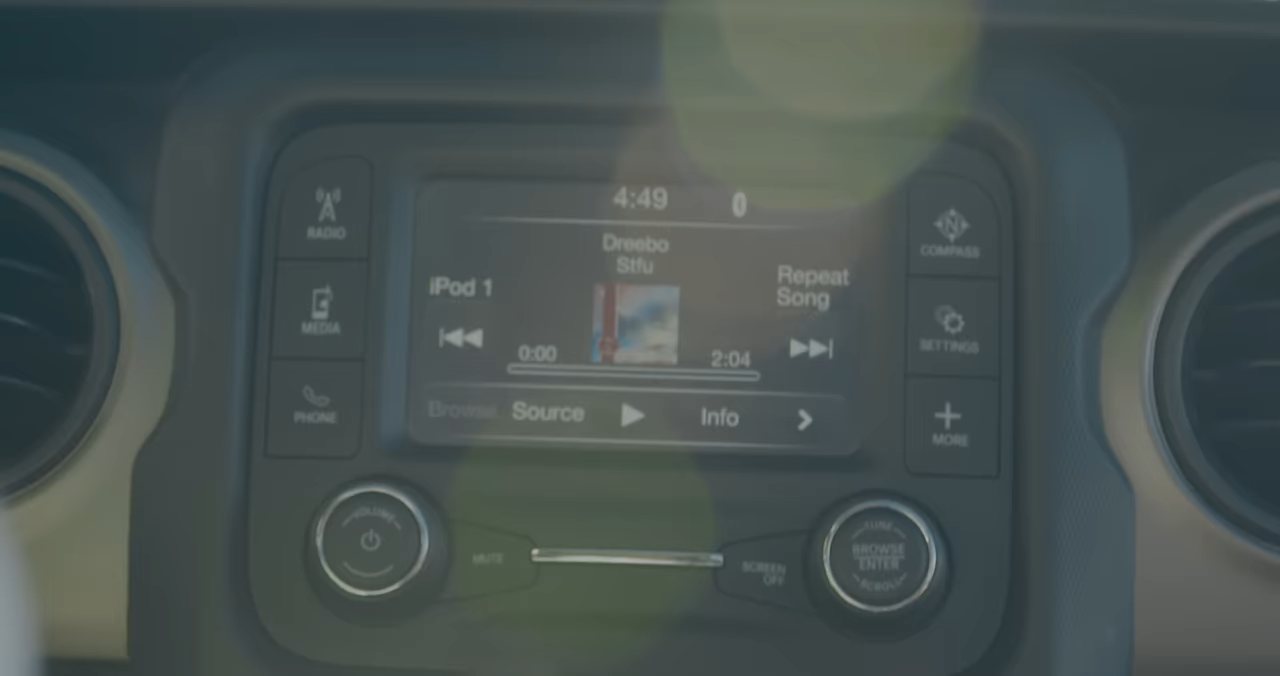 4:49
RADIO
MEDIA
PHONE
Dreebo
Stfu
iPod 1
Repeat
Song
0:00
2:04
Browse
Source
Info
COMPASS
SETTINGS
MORE
VOLUME
MUTE
SCREEN
OFF
TUNE
BROWSE
ENTER
SCROLL